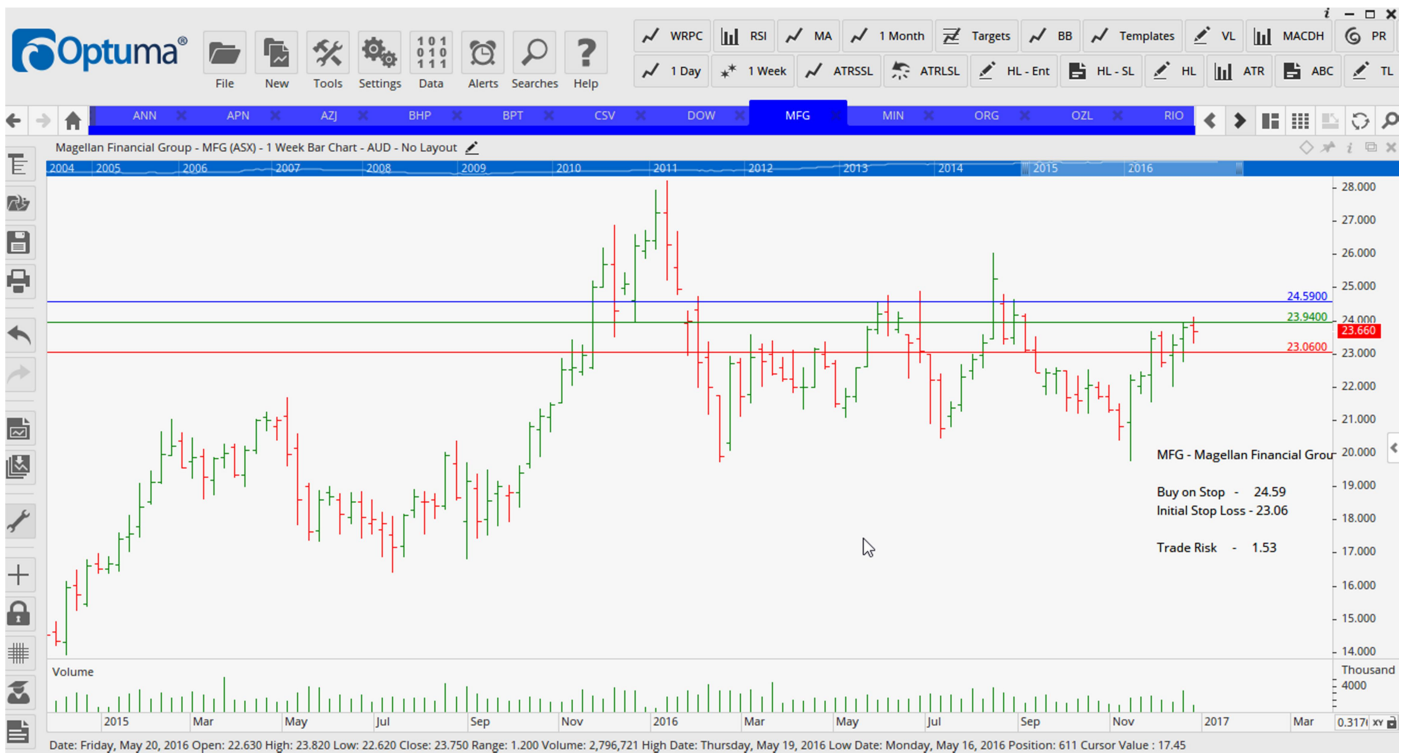 i
Optuma®
File New Tools Settings Data Alerts Searches Help
101
010
111
WRPC RSI MA 1 Month Targets BB Templates VL MACDH PR
1 Day 1 Week ATRSSL ATRLSL HL - Ent HL - SL HL ATR ABC TL
ANN APN AZJ BHP BPT CSV DOW MFG MIN ORG OZL RIO
Magellan Financial Group - MFG (ASX) - 1 Week Bar Chart - AUD - No Layout
2004 2005 2006 2007 2008 2009 2010 2011 2012 2013 2014 2015 2016
28.000
27.000
26.000
25.000
24.5900
23.9400
24.000
23.660
23.0600
23.000
22.000
21.000
MFG - Magellan Financial Grou
20.000
19.000
Buy on Stop - 24.59
Initial Stop Loss - 23.06
18.000
Trade Risk - 1.53
17.000
16.000
15.000
14.000
Volume
Thousand
4000
2015 Mar May Jul Sep Nov 2016 Mar May Jul Sep Nov 2017 Mar
XY
Date: Friday, May 20, 2016 Open: 22.630 High: 23.820 Low: 22.620 Close: 23.750 Range: 1.200 Volume: 2,796,721 High Date: Thursday, May 19, 2016 Low Date: Monday, May 16, 2016 Position: 611 Cursor Value : 17.45